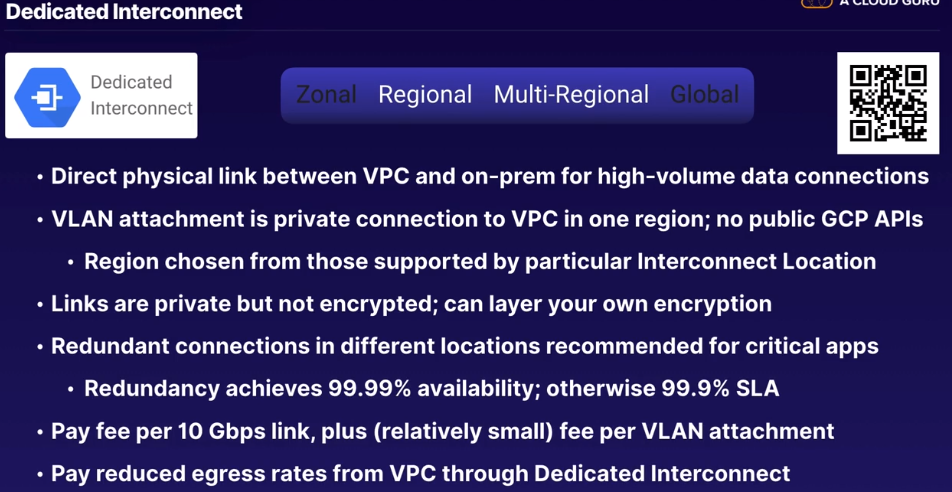 Dedicated Interconnect
A CLOUD GURU
Dedicated
Interconnect
Zonal Regional Multi-Regional Global
• Direct physical link between VPC and on-prem for high-volume data connections
• VLAN attachment is private connection to VPC in one region; no public GCP APIs
• Region chosen from those supported by particular Interconnect Location
• Links are private but not encrypted; can layer your own encryption
• Redundant connections in different locations recommended for critical apps
• Redundancy achieves 99.99% availability; otherwise 99.9% SLA
• Pay fee per 10 Gbps link, plus (relatively small) fee per VLAN attachment
• Pay reduced egress rates from VPC through Dedicated Interconnect